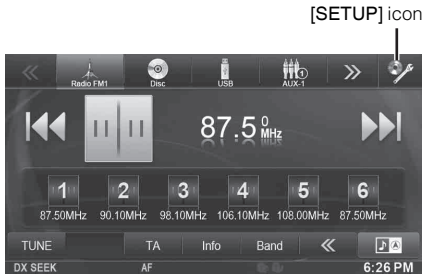 [SETUP] icon
Radio FM1 Disc USB AUX-1
87.5 0 MHz
1 2 3 4 5 6
87.50MHz 90.10MHz 98.10MHz 106.10MHz 108.00MHz 87.50MHz
TUNE TA Info Band
DX SEEK AF 6:26 PM